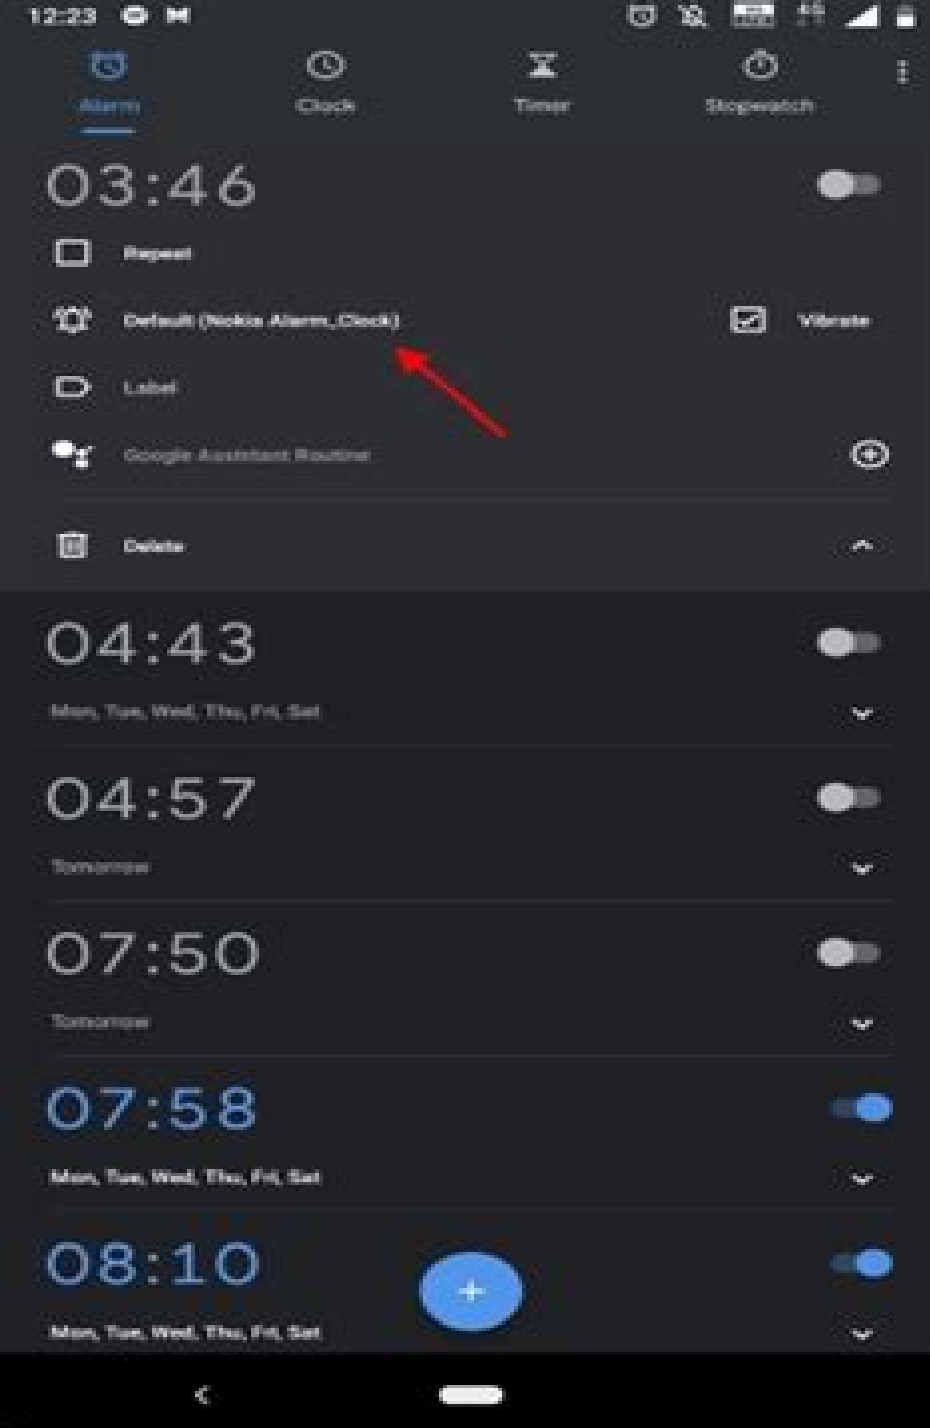 12:23
Alarm Clock Timer Stopwatch
03:46
Repeat
Default (Nokia Alarm_Clock) Vibrate
Label
Google Assistant Routine
Delete
04:43
Mon, Tue, Wed, Thu, Fri, Sat
04:57
Tomorrow
07:50
Tomorrow
07:58
Mon, Tue, Wed, Thu, Fri, Sat
08:10
Mon, Tue, Wed, Thu, Fri, Sat